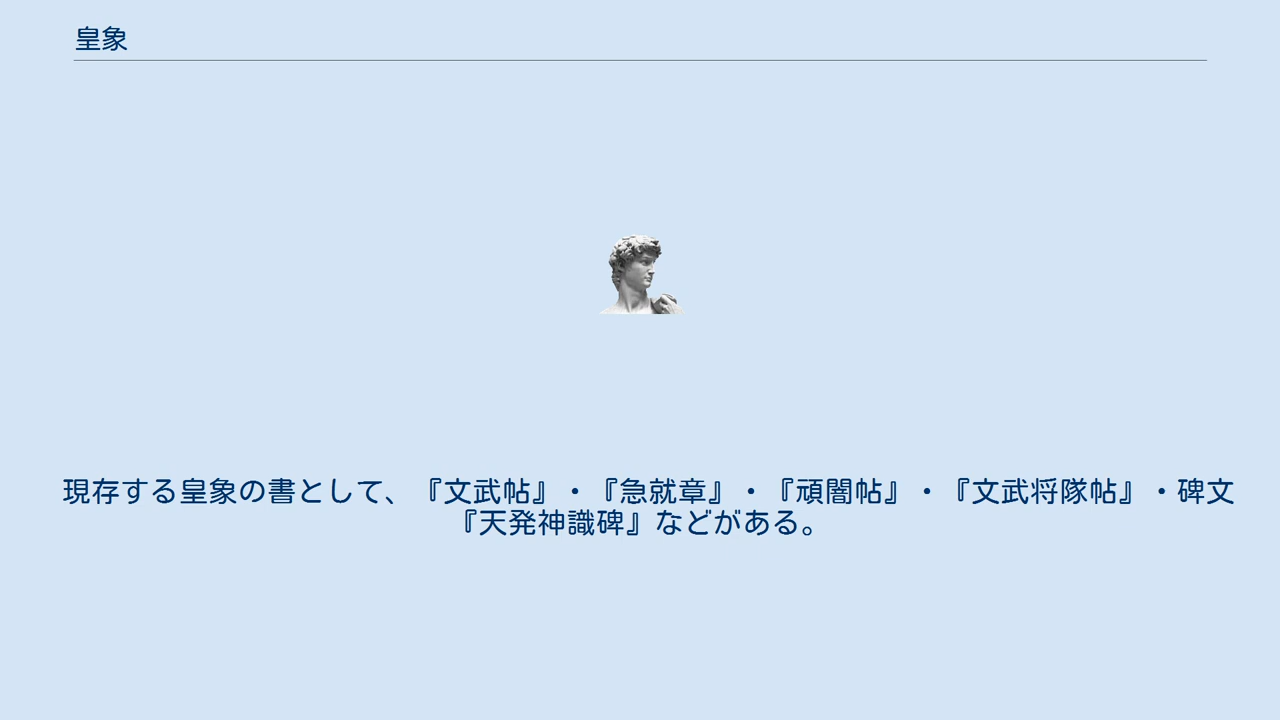 皇象
現存する皇象の書として、『文武帖』・『急就章』・『頑闇帖』・『文武将隊帖』・碑文
『天発神識碑』などがある。